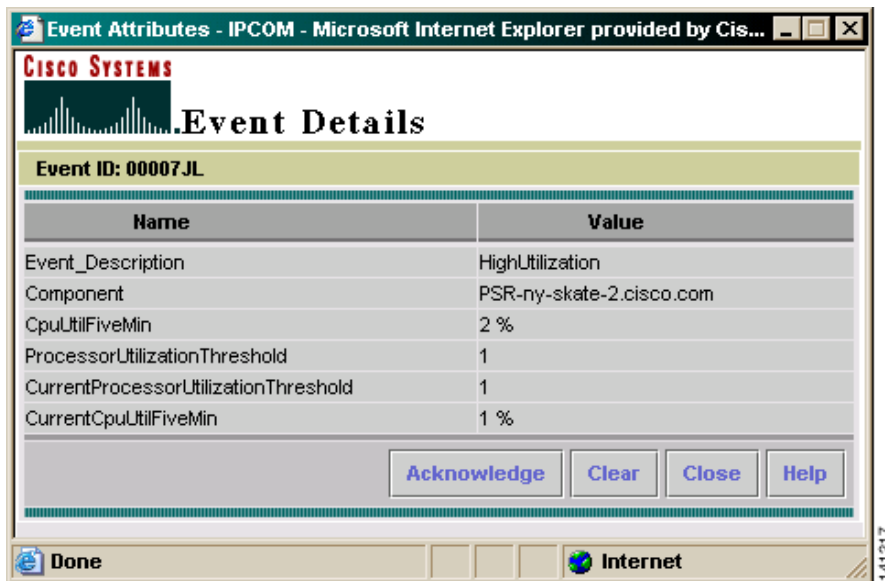 Event Attributes - IPCOM - Microsoft Internet Explorer provided by Cis...
CISCO SYSTEMS
Event Details
Event ID: 00007JL
Name Value
Event_Description HighUtilization
Component PSR-ny-skate-2.cisco.com
CpuUtilFiveMin 2 %
ProcessorUtilizationThreshold 1
CurrentProcessorUtilizationThreshold 1
CurrentCpuUtilFiveMin 1 %
Acknowledge Clear Close Help
Done Internet
141317